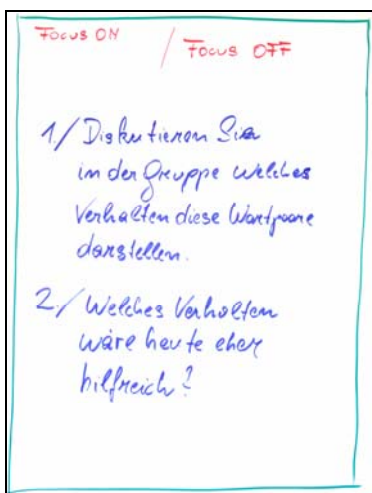 Focus ON / Focus OFF
1./ Diskutieren Sie
in der Gruppe welches
Verhalten diese Wortpaare
darstellen.
2./ Welches Verhalten
wäre heute eher
hilfreich?